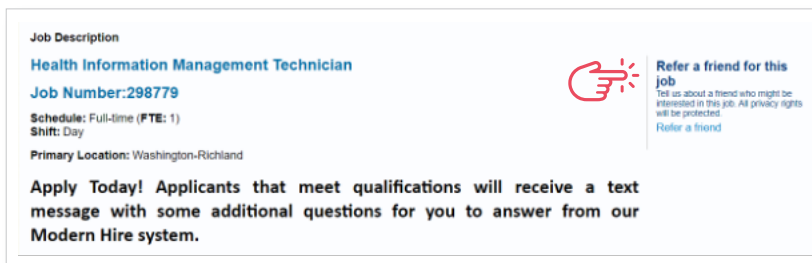 Job Description
Health Information Management Technician
Job Number:298779
Schedule: Full-time (FTE: 1)
Shift: Day
Primary Location: Washington-Richland
Apply Today! Applicants that meet qualifications will receive a text
message with some additional questions for you to answer from our
Modern Hire system.
Refer a friend for this
job
Tell us about a friend who might be
interested in this job. All privacy rights
will be protected.
Refer a friend